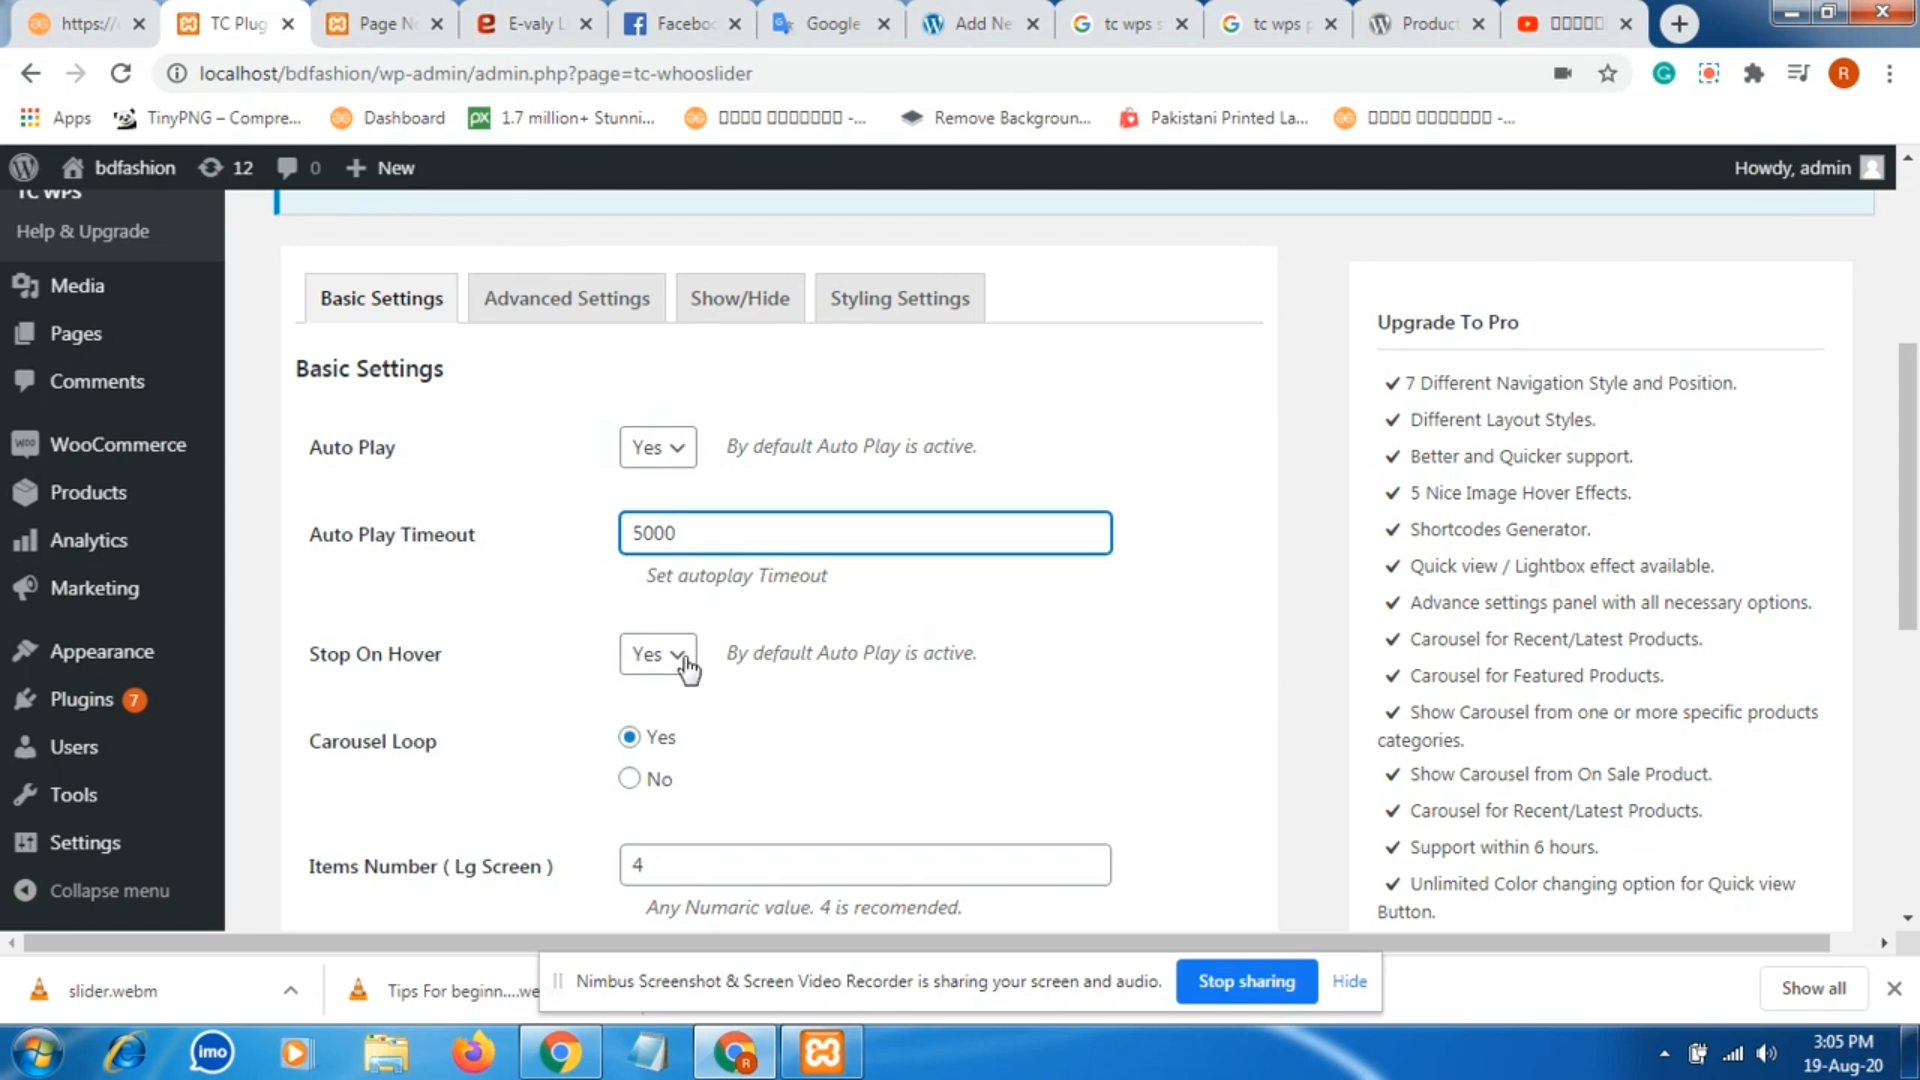 https://
TC Plug
Page N
E-valy L
Faceboo
Google
Add Ne
tc wps s
tc wps p
Product
localhost/bdfashion/wp-admin/admin.php?page=tc-whooslider
R
Apps
TinyPNG – Compre...
Dashboard
px
1.7 million+ Stunni...
Remove Backgroun...
Pakistani Printed La...
bdfashion
12
0
New
Howdy, admin
TC WPS
Help & Upgrade
Media
Pages
Comments
WooCommerce
Products
Analytics
Marketing
Appearance
Plugins 7
Users
Tools
Settings
Collapse menu
Basic Settings
Advanced Settings
Show/Hide
Styling Settings
Basic Settings
Auto Play
Yes
By default Auto Play is active.
Auto Play Timeout
5000
Set autoplay Timeout
Stop On Hover
Yes
By default Auto Play is active.
Carousel Loop
Yes
No
Items Number ( Lg Screen )
4
Any Numaric value. 4 is recomended.
Upgrade To Pro
✔ 7 Different Navigation Style and Position.
✔ Different Layout Styles.
✔ Better and Quicker support.
✔ 5 Nice Image Hover Effects.
✔ Shortcodes Generator.
✔ Quick view / Lightbox effect available.
✔ Advance settings panel with all necessary options.
✔ Carousel for Recent/Latest Products.
✔ Carousel for Featured Products.
✔ Show Carousel from one or more specific products
categories.
✔ Show Carousel from On Sale Product.
✔ Carousel for Recent/Latest Products.
✔ Support within 6 hours.
✔ Unlimited Color changing option for Quick view
Button.
slider.webm
Tips For beginn....we
Nimbus Screenshot & Screen Video Recorder is sharing your screen and audio.
Stop sharing
Hide
Show all
imo
R
3:05 PM
19-Aug-20